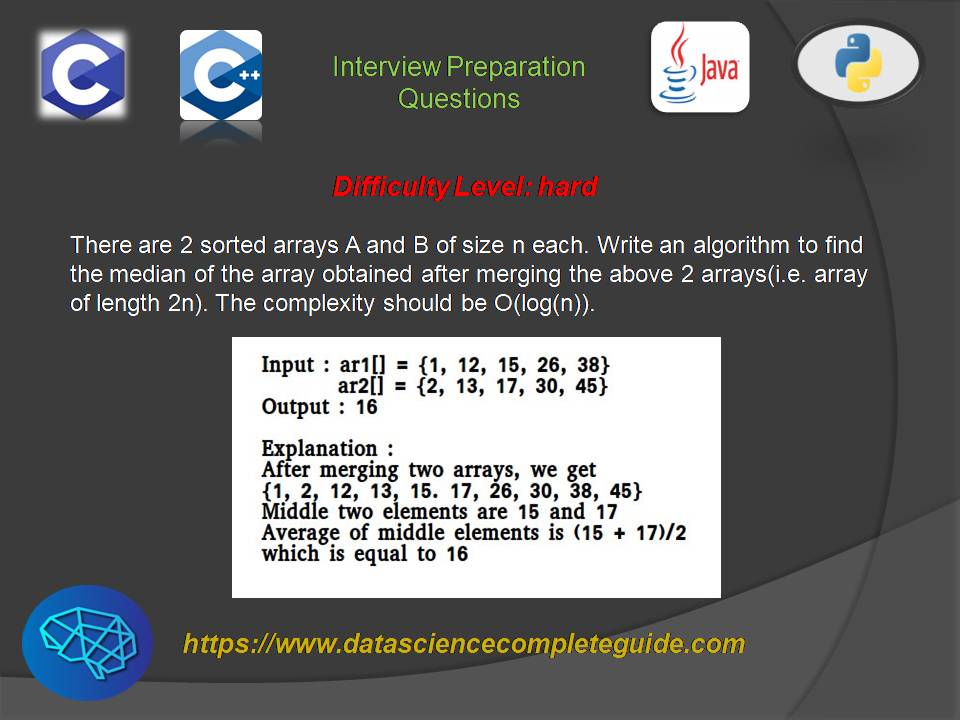 C
C++
Interview Preparation
Questions
Java
Difficulty Level: hard
There are 2 sorted arrays A and B of size n each. Write an algorithm to find
the median of the array obtained after merging the above 2 arrays(i.e. array
of length 2n). The complexity should be O(log(n)).
Input : ar1[] = {1, 12, 15, 26, 38}
ar2[] = {2, 13, 17, 30, 45}
Output : 16
Explanation :
After merging two arrays, we get
{1, 2, 12, 13, 15. 17, 26, 30, 38, 45}
Middle two elements are 15 and 17
Average of middle elements is (15 + 17)/2
which is equal to 16
https://www.datasciencecompleteguide.com